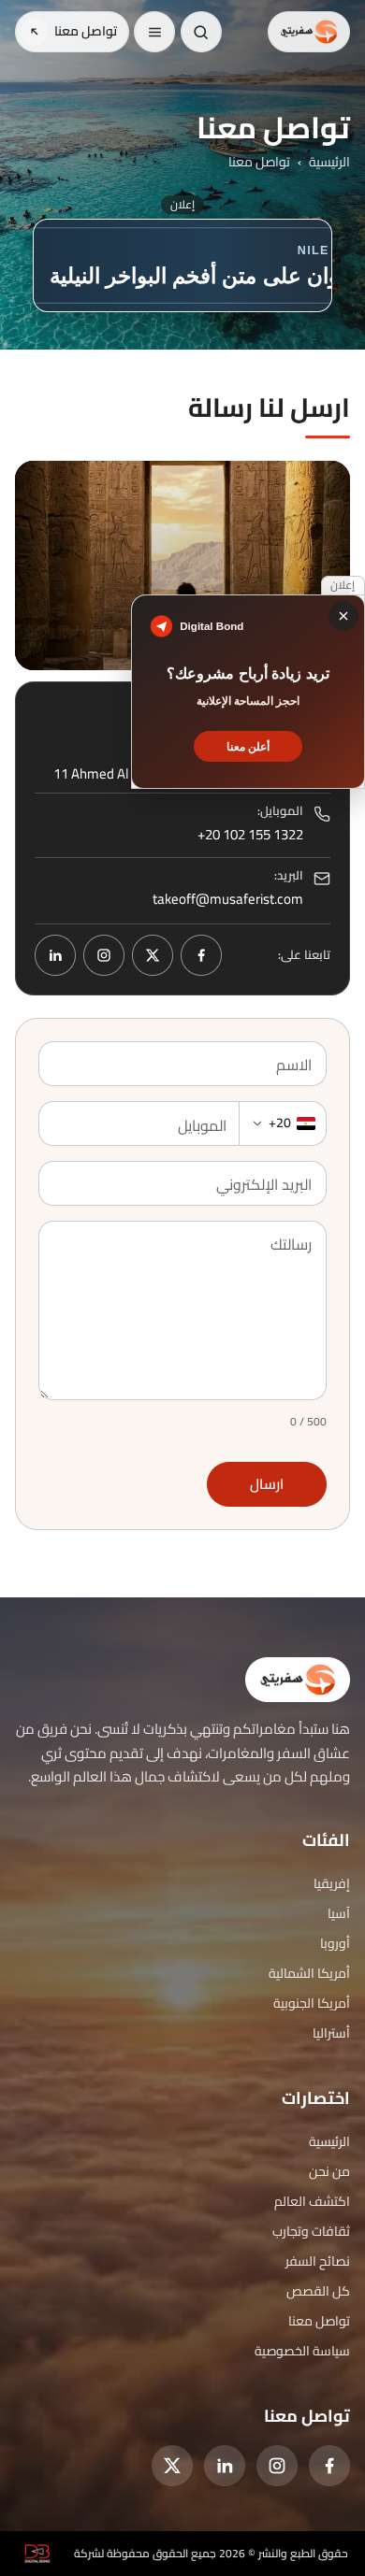 سفريتي
تواصل معنا
تواصل معنا
الرئيسية › تواصل معنا
إعلان
NILE
على متن أفخم البواخر النيلية
ارسل لنا رسالة
إعلان
×
Digital Bond
تريد زيادة أرباح مشروعك؟
احجز المساحة الإعلانية
أعلن معنا
11 Ahmed Al
الموبايل:
+20 102 155 1322
البريد:
takeoff@musaferist.com
تابعنا على:
الاسم
+20
الموبايل
البريد الإلكتروني
رسالتك
0 / 500
ارسال
سفريتي
هنا ستبدأ مغامراتكم وتنتهي بذكريات لا تُنسى. نحن فريق من
عشاق السفر والمغامرات، نهدف إلى تقديم محتوى ثري
وملهم لكل من يسعى لاكتشاف جمال هذا العالم الواسع.
الفئات
إفريقيا
آسيا
أوروبا
أمريكا الشمالية
أمريكا الجنوبية
أستراليا
اختصارات
الرئيسية
من نحن
اكتشف العالم
ثقافات وتجارب
نصائح السفر
كل القصص
تواصل معنا
سياسة الخصوصية
تواصل معنا
حقوق الطبع والنشر © 2026 جميع الحقوق محفوظة لشركة
DIGITAL BOND